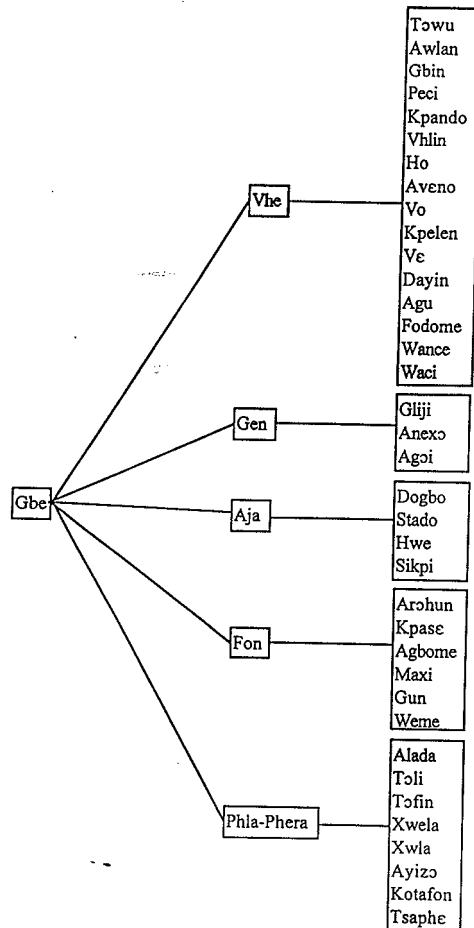 Tɔwu
Awlan
Gbin
Peci
Kpando
Vhlin
Ho
Avɛno
Vo
Kpelen
Vɛ
Dayin
Agu
Fodome
Wance
Waci
Vhe
Gliji
Anexɔ
Agɔi
Gen
Gbe
Dogbo
Stado
Hwe
Sikpi
Aja
Arɔhun
Kpasɛ
Agbome
Maxi
Gun
Weme
Fon
Alada
Tɔli
Tɔfin
Xwela
Xwla
Ayizɔ
Kotafon
Tsaphɛ
Phla-Phera